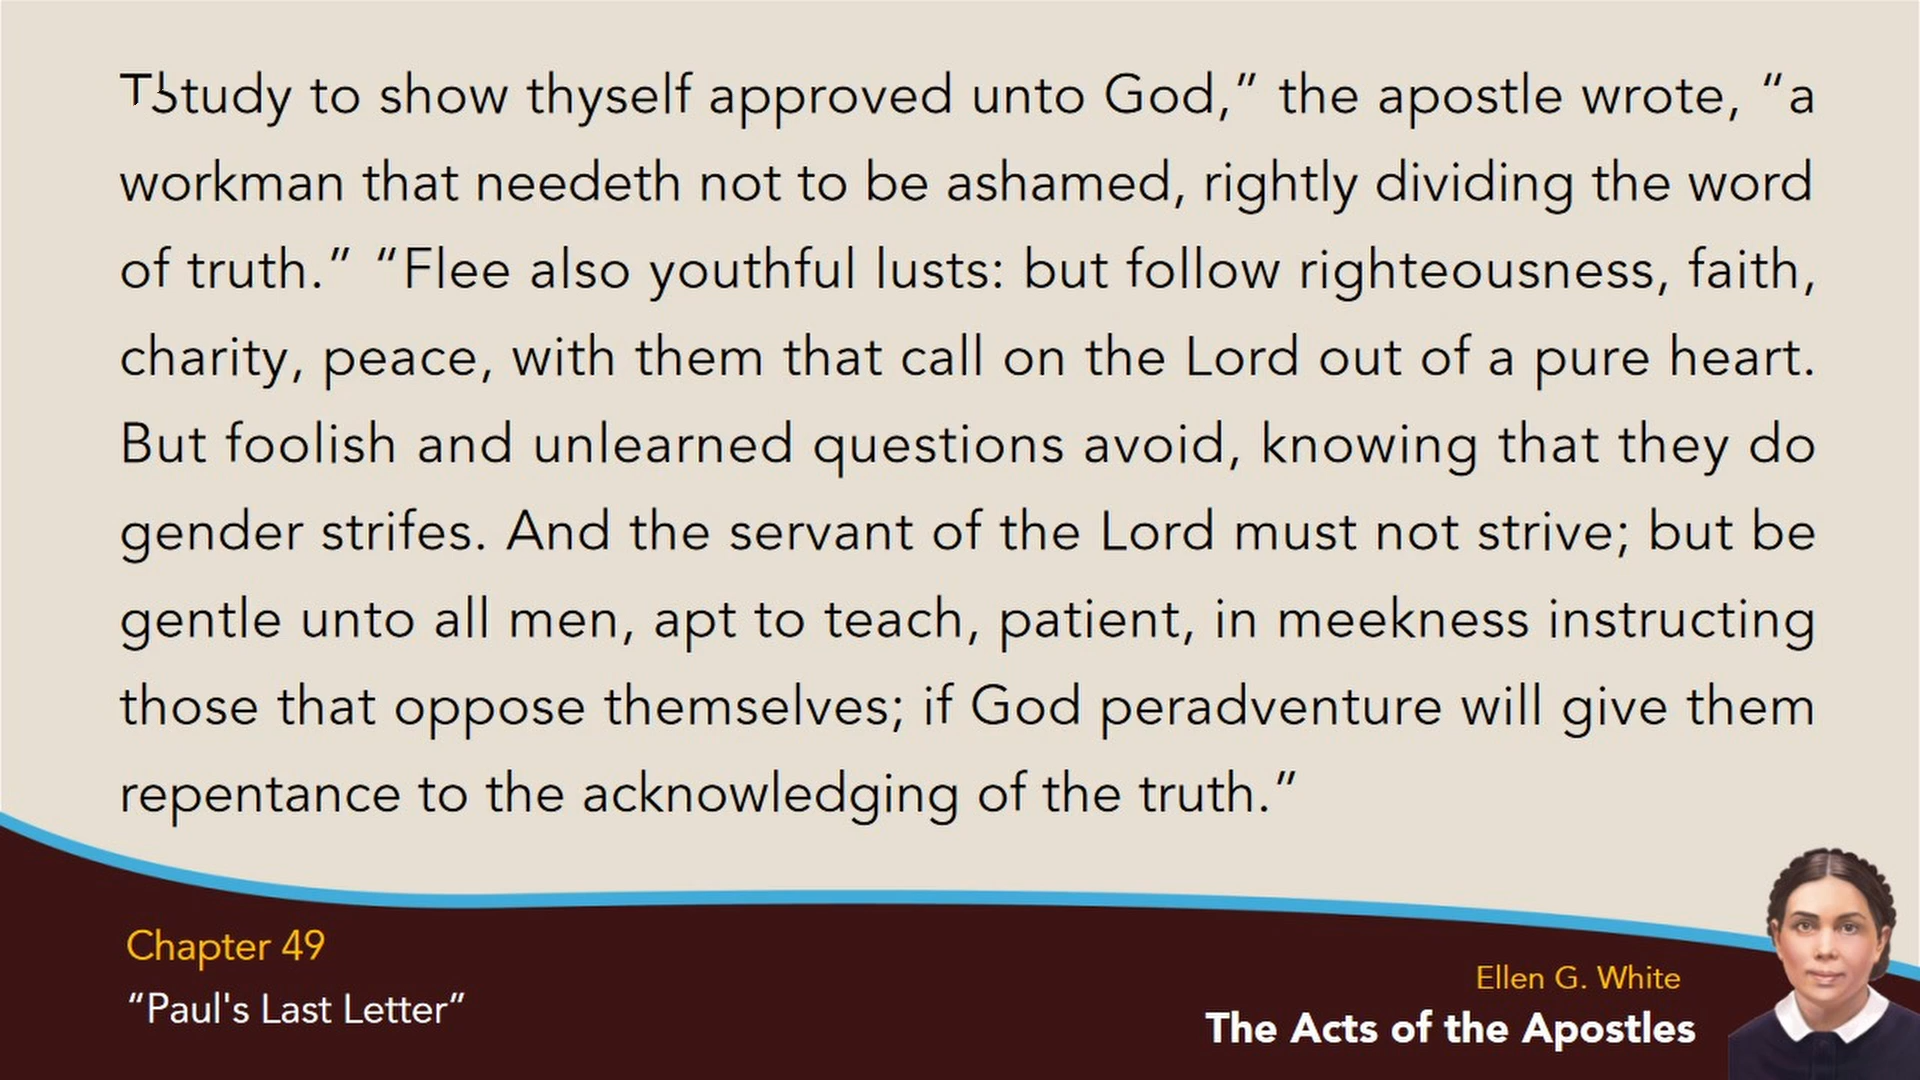 Study to show thyself approved unto God,” the apostle wrote, “a
workman that needeth not to be ashamed, rightly dividing the word
of truth.” “Flee also youthful lusts: but follow righteousness, faith,
charity, peace, with them that call on the Lord out of a pure heart.
But foolish and unlearned questions avoid, knowing that they do
gender strifes. And the servant of the Lord must not strive; but be
gentle unto all men, apt to teach, patient, in meekness instructing
those that oppose themselves; if God peradventure will give them
repentance to the acknowledging of the truth.”
Chapter 49
“Paul's Last Letter”
Ellen G. White
The Acts of the Apostles